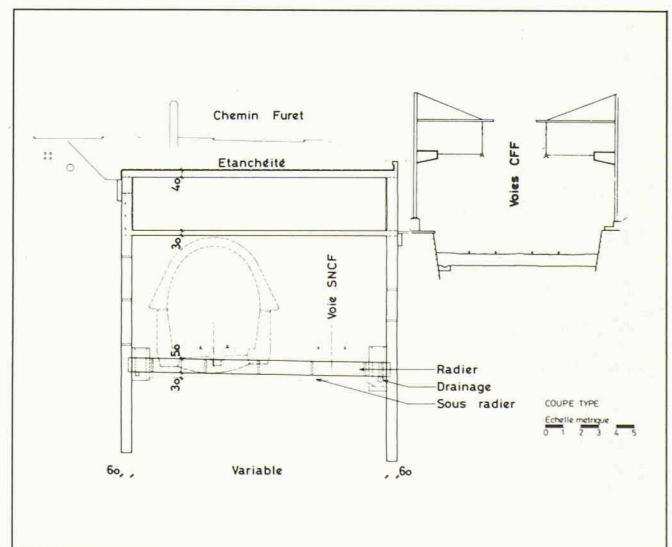 Chemin Furet
Etanchéité
40
30
Voies CFF
Voie SNCF
50
30
Radier
Drainage
Sous radier
COUPE TYPE
Echelle métrique
0 1 2 3 4 5
60
Variable
60